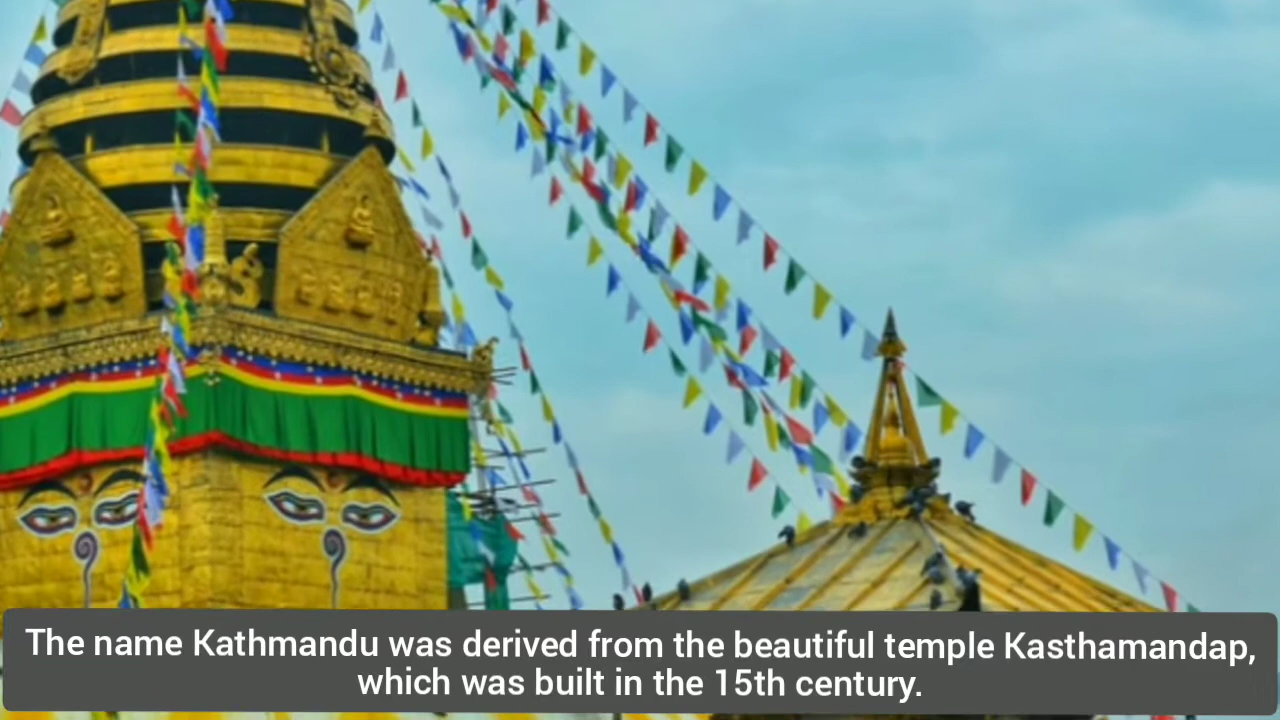 The name Kathmandu was derived from the beautiful temple Kasthamandap,
which was built in the 15th century.